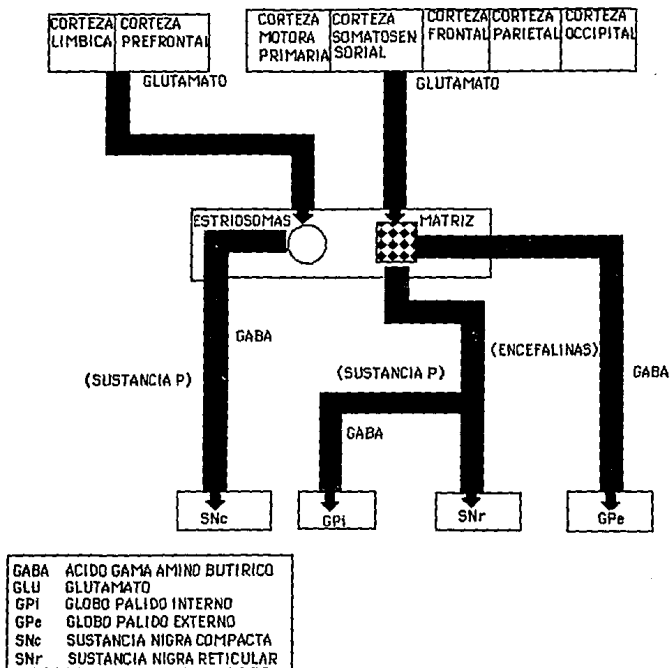 CORTEZA LIMBICA
CORTEZA PREFRONTAL
CORTEZA MOTORA PRIMARIA
CORTEZA SOMATOSEN SORIAL
CORTEZA FRONTAL
CORTEZA PARIETAL
CORTEZA OCCIPITAL
GLUTAMATO
GLUTAMATO
ESTRIOSOMAS
MATRIZ
GABA
(ENCEFALINAS)
(SUSTANCIA P)
(SUSTANCIA P)
GABA
GABA
SNc
GPi
SNr
GPe
GABA ACIDO GAMA AMINO BUTIRICO
GLU GLUTAMATO
GPi GLOBO PALIDO INTERNO
GPe GLOBO PALIDO EXTERNO
SNc SUSTANCIA NIGRA COMPACTA
SNr SUSTANCIA NIGRA RETICULAR